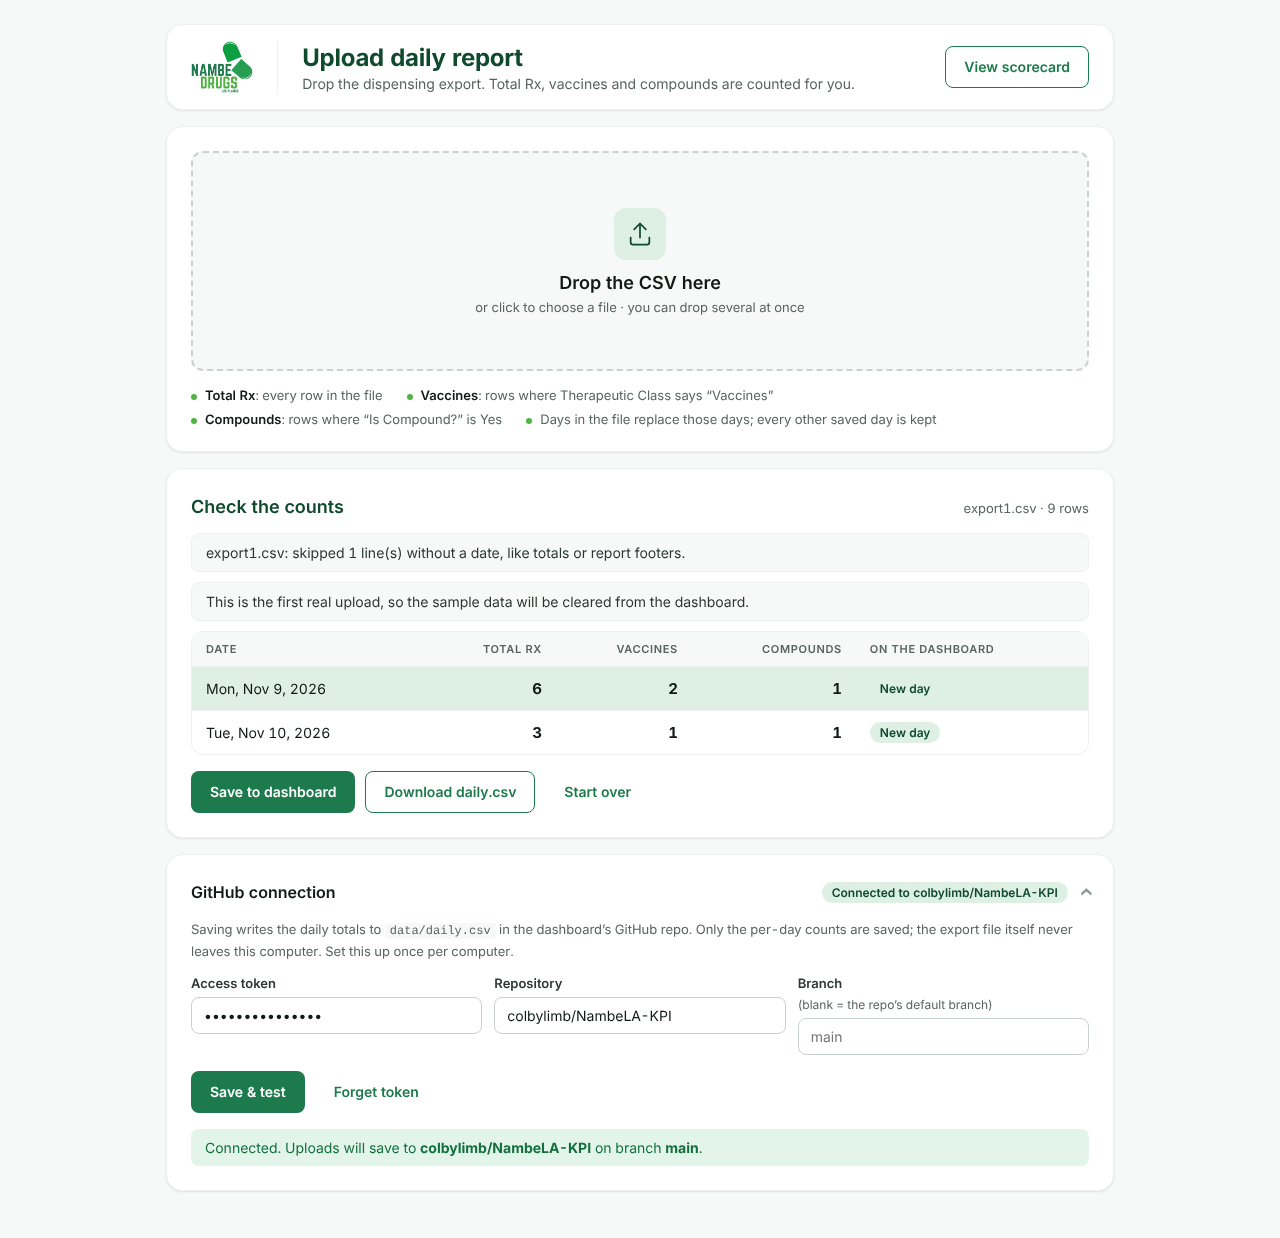 NAMBE
DRUGS
Upload daily report
Drop the dispensing export. Total Rx, vaccines and compounds are counted for you.
View scorecard
Drop the CSV here
or click to choose a file · you can drop several at once
Total Rx: every row in the file
Vaccines: rows where Therapeutic Class says “Vaccines”
Compounds: rows where “Is Compound?” is Yes
Days in the file replace those days; every other saved day is kept
Check the counts
export1.csv · 9 rows
export1.csv: skipped 1 line(s) without a date, like totals or report footers.
This is the first real upload, so the sample data will be cleared from the dashboard.
DATE TOTAL RX VACCINES COMPOUNDS ON THE DASHBOARD
Mon, Nov 9, 2026 6 2 1 New day
Tue, Nov 10, 2026 3 1 1 New day
Save to dashboard
Download daily.csv
Start over
GitHub connection
Connected to colbylimb/NambeLA-KPI
Saving writes the daily totals to data/daily.csv in the dashboard’s GitHub repo. Only the per-day counts are saved; the export file itself never
leaves this computer. Set this up once per computer.
Access token
•••••••••••••••
Repository
colbylimb/NambeLA-KPI
Branch
(blank = the repo’s default branch)
main
Save & test
Forget token
Connected. Uploads will save to colbylimb/NambeLA-KPI on branch main.